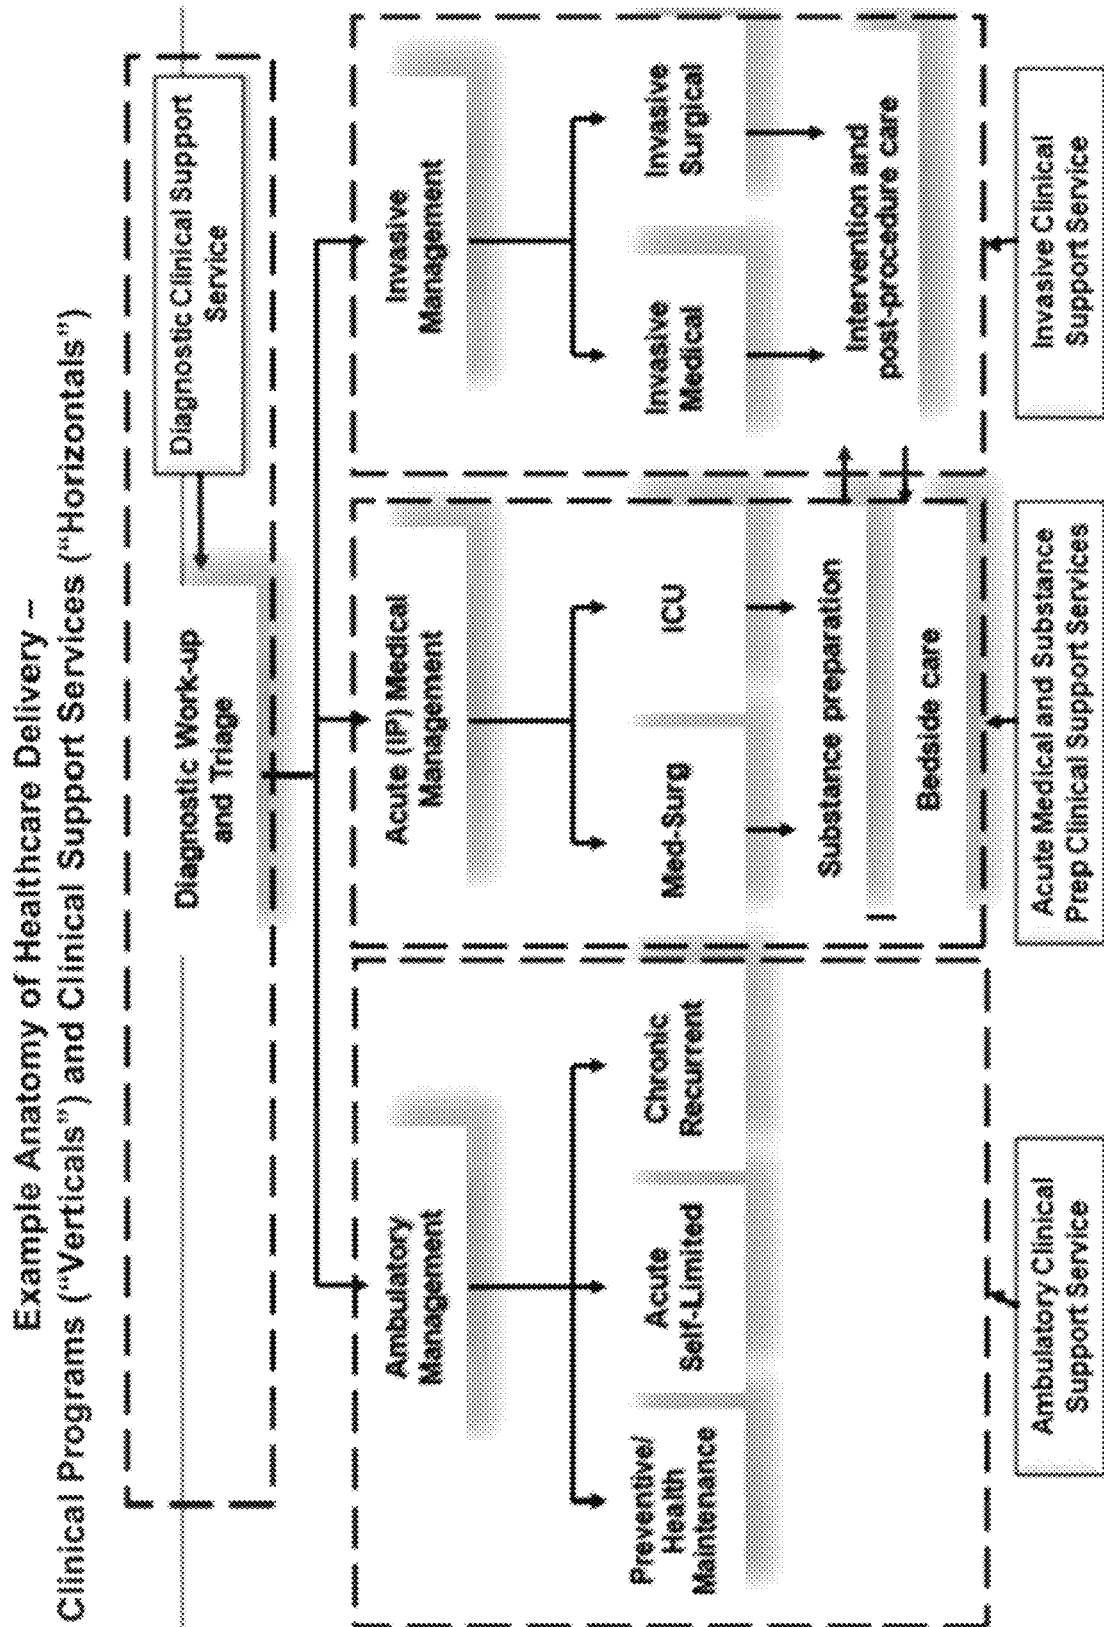 Example Anatomy of Healthcare Delivery –
Clinical Programs ("Verticals") and Clinical Support Services ("Horizontals")
Diagnostic Work-up
and Triage
Diagnostic Clinical Support
Service
Ambulatory
Management
Acute (IP) Medical
Management
Invasive
Management
Preventive/
Health
Maintenance
Acute
Self-Limited
Chronic
Recurrent
Med-Surg
ICU
Invasive
Medical
Invasive
Surgical
Substance preparation
Bedside care
Intervention and
post-procedure care
Ambulatory Clinical
Support Service
Acute Medical and Substance
Prep Clinical Support Services
Invasive Clinical
Support Service